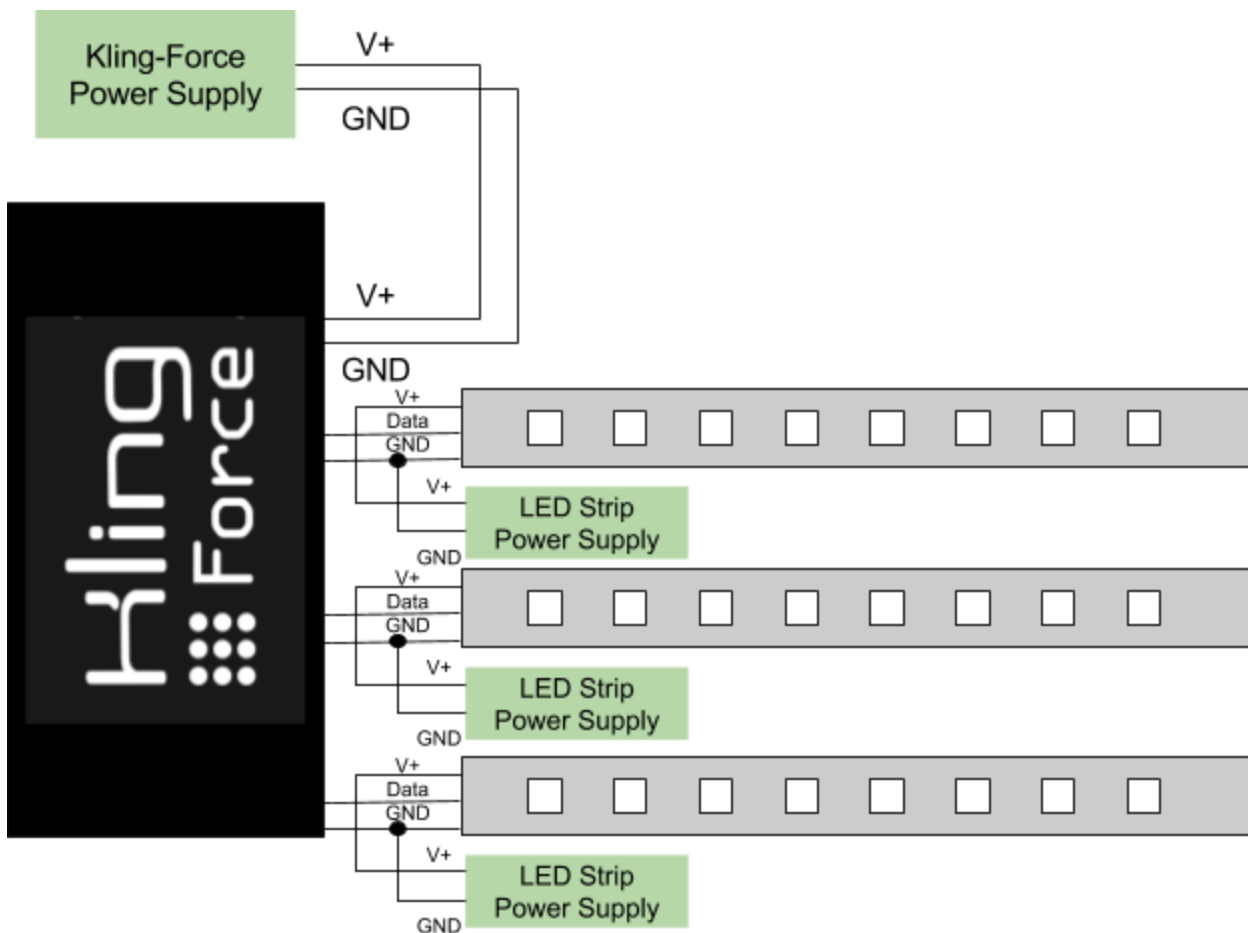 Kling-Force
Power Supply
V+
GND
V+
GND
Kling
Force
V+
Data
GND
V+
GND
LED Strip
Power Supply
V+
Data
GND
V+
GND
LED Strip
Power Supply
V+
Data
GND
V+
GND
LED Strip
Power Supply